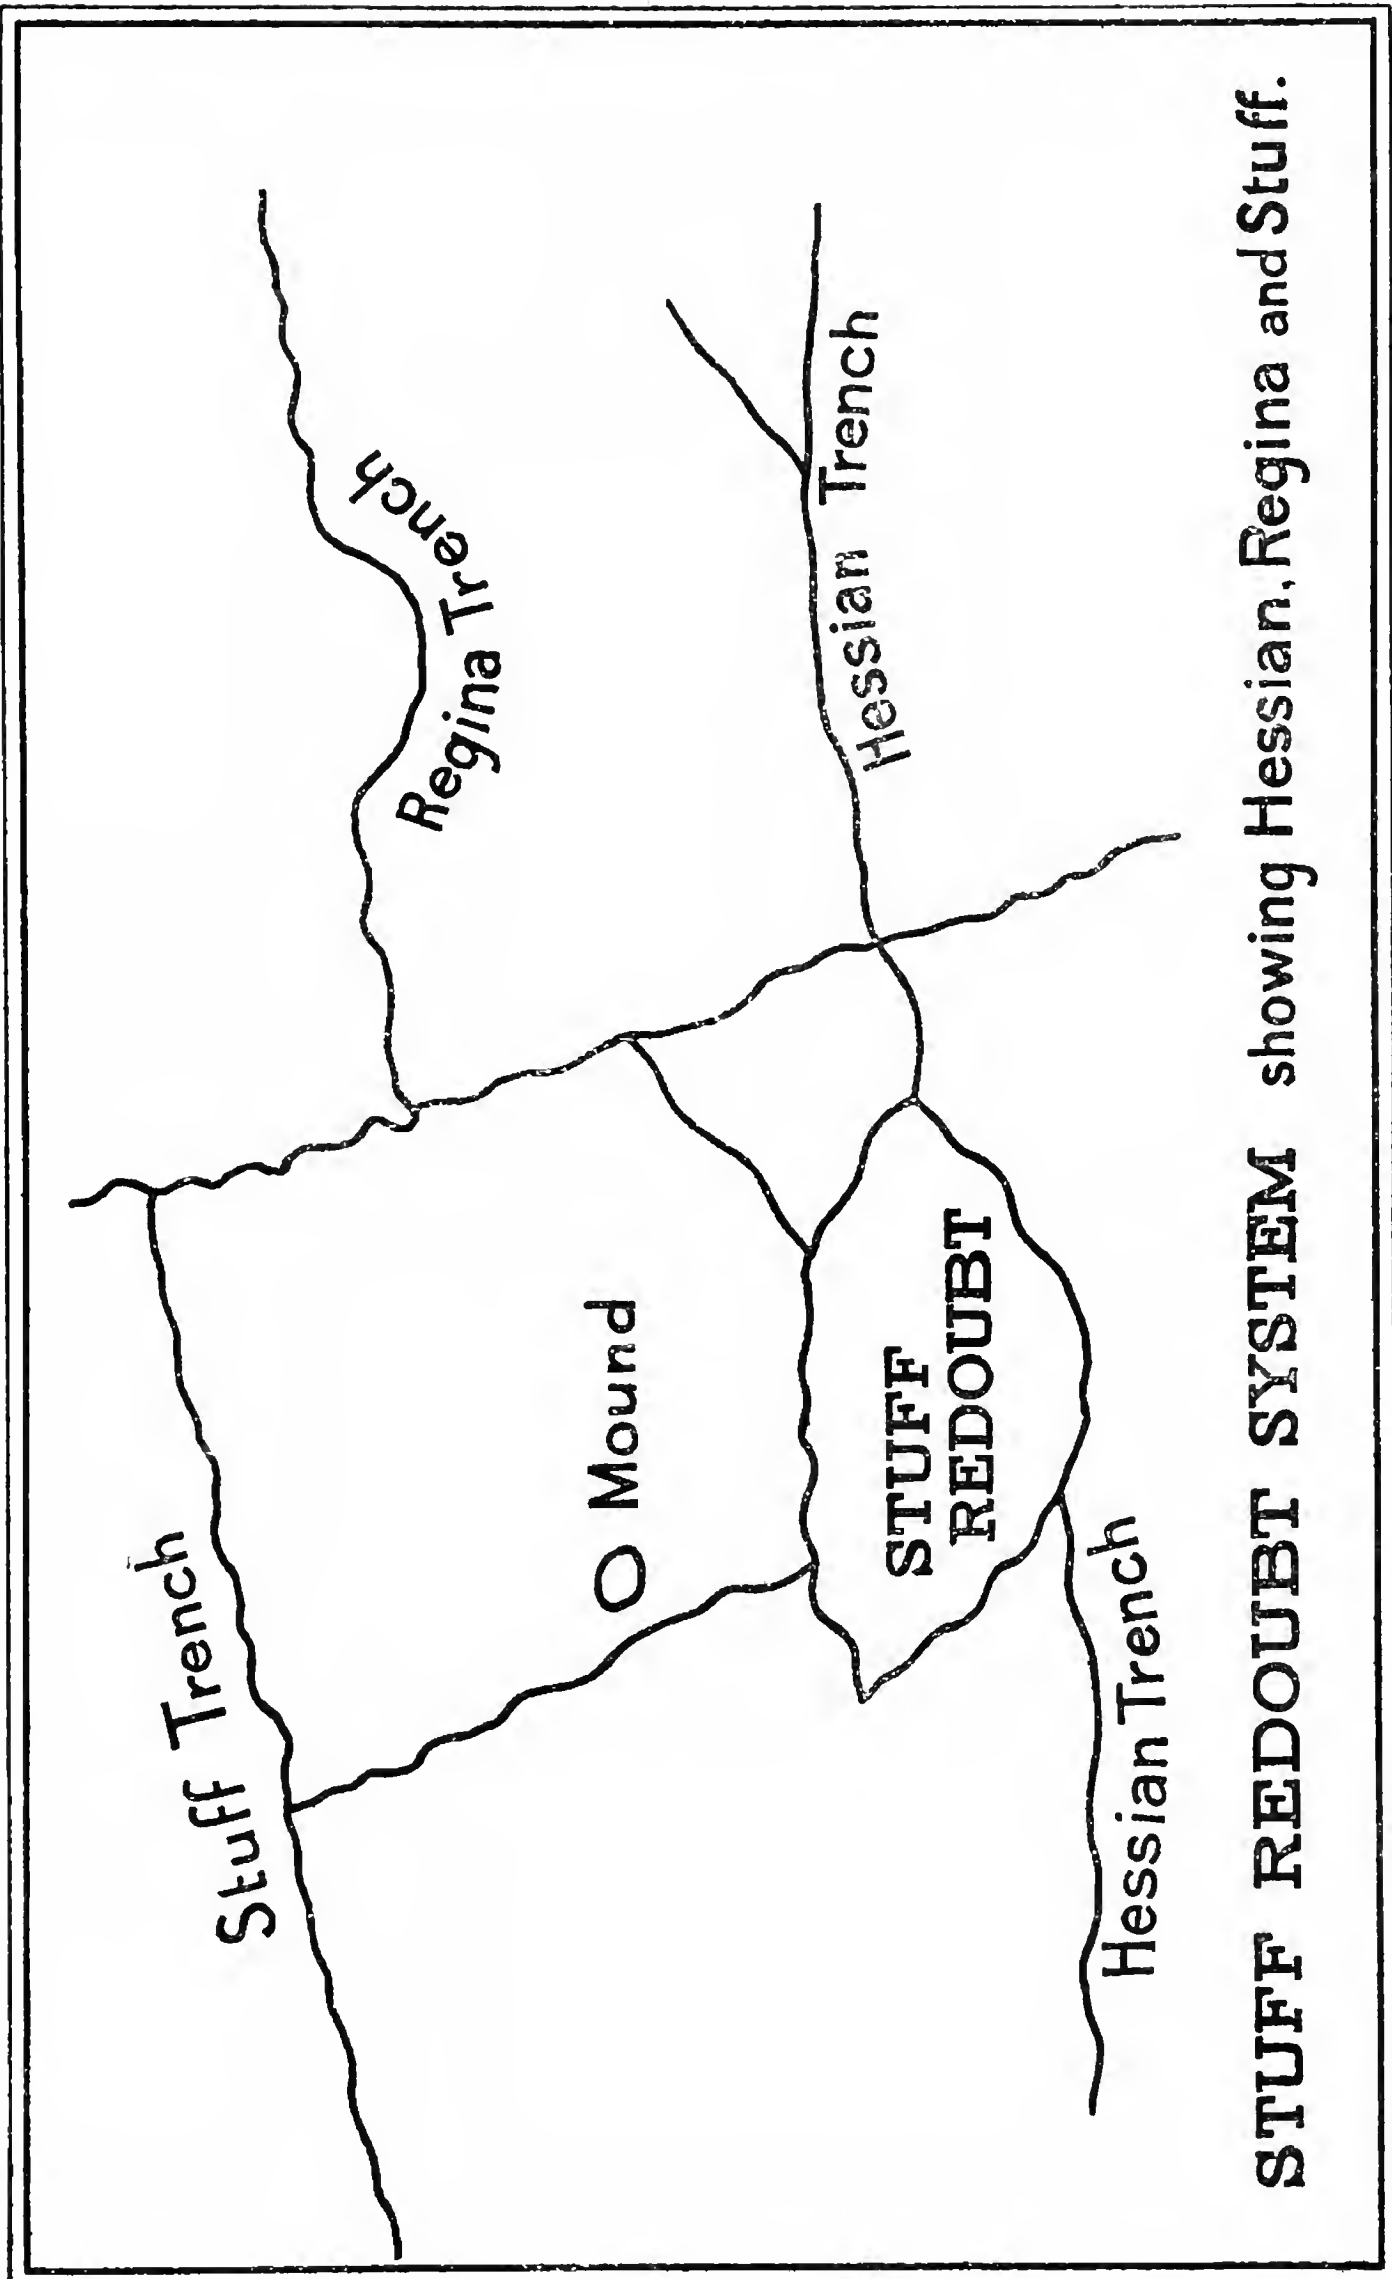 Stuff Trench
Regina Trench
Mound
Hessian Trench
STUFF
REDOUBT
Hessian Trench
STUFF REDOUBT SYSTEM showing Hessian, Regina and Stuff.